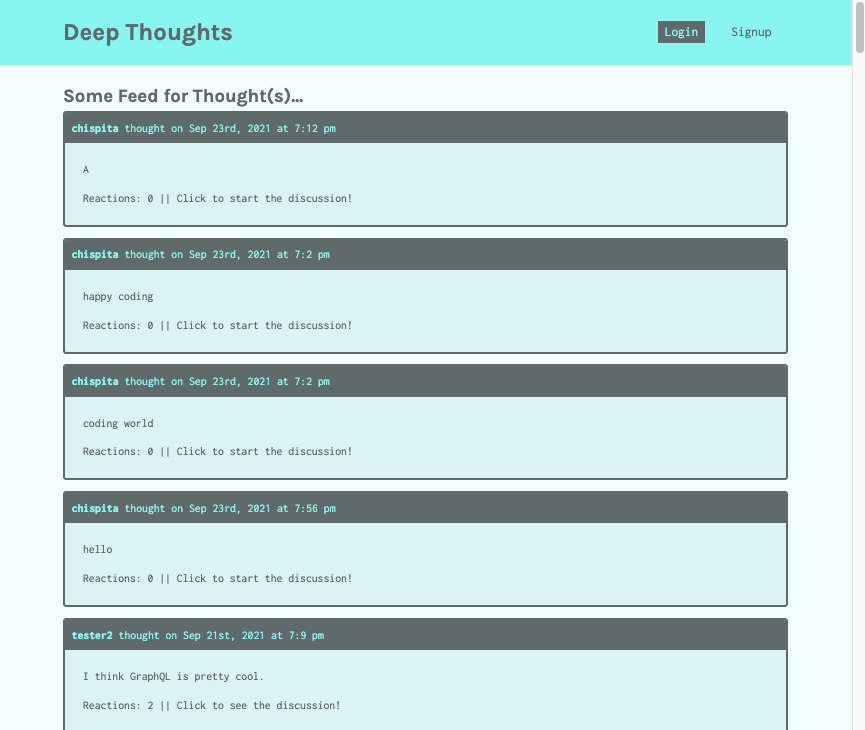 Deep Thoughts
Login Signup
Some Feed for Thought(s)...
chispita thought on Sep 23rd, 2021 at 7:12 pm
A
Reactions: 0 || Click to start the discussion!
chispita thought on Sep 23rd, 2021 at 7:2 pm
happy coding
Reactions: 0 || Click to start the discussion!
chispita thought on Sep 23rd, 2021 at 7:2 pm
coding world
Reactions: 0 || Click to start the discussion!
chispita thought on Sep 23rd, 2021 at 7:56 pm
hello
Reactions: 0 || Click to start the discussion!
tester2 thought on Sep 21st, 2021 at 7:9 pm
I think GraphQL is pretty cool.
Reactions: 2 || Click to see the discussion!